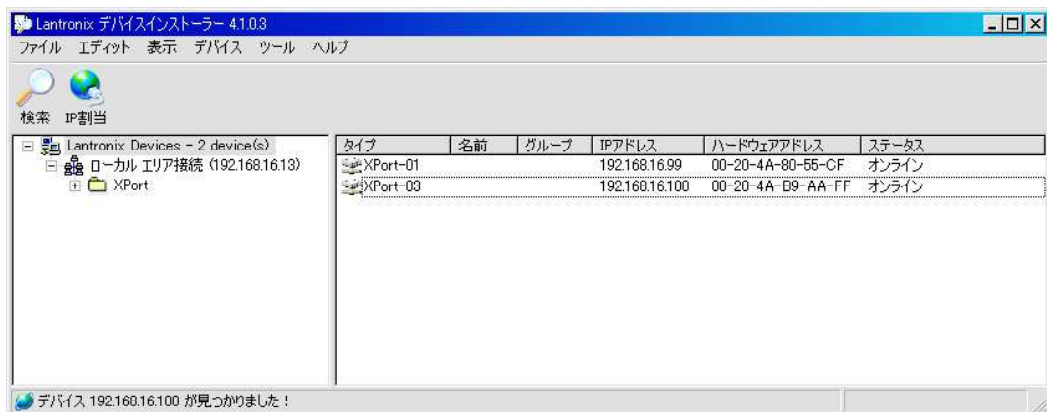 Lantronix デバイスインストーラー 4.1.0.3
ファイル エディット 表示 デバイス ツール ヘルプ
検索 IP割当
Lantronix Devices - 2 device(s)
ローカル エリア接続 (192.168.16.13)
XPort
タイプ 名前 グループ IPアドレス ハードウェアアドレス ステータス
XPort-01 192.168.16.99 00-20-4A-80-55-CF オンライン
XPort-03 192.160.16.100 00-20-4A-D9-AA-FF オンライン
デバイス 192.160.16.100 が見つかりました！